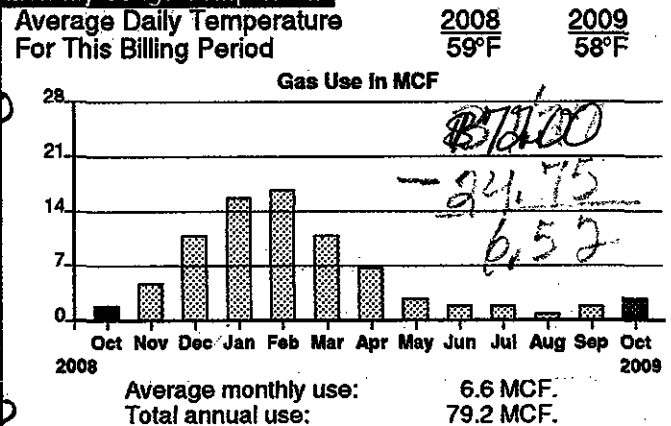 Average Daily Temperature 2008 2009
For This Billing Period 59°F 58°F
Gas Use in MCF
28
21
14
7
0
24.75
6.52
Oct Nov Dec Jan Feb Mar Apr May Jun Jul Aug Sep Oct
2008 2009
Average monthly use: 6.6 MCF.
Total annual use: 79.2 MCF.